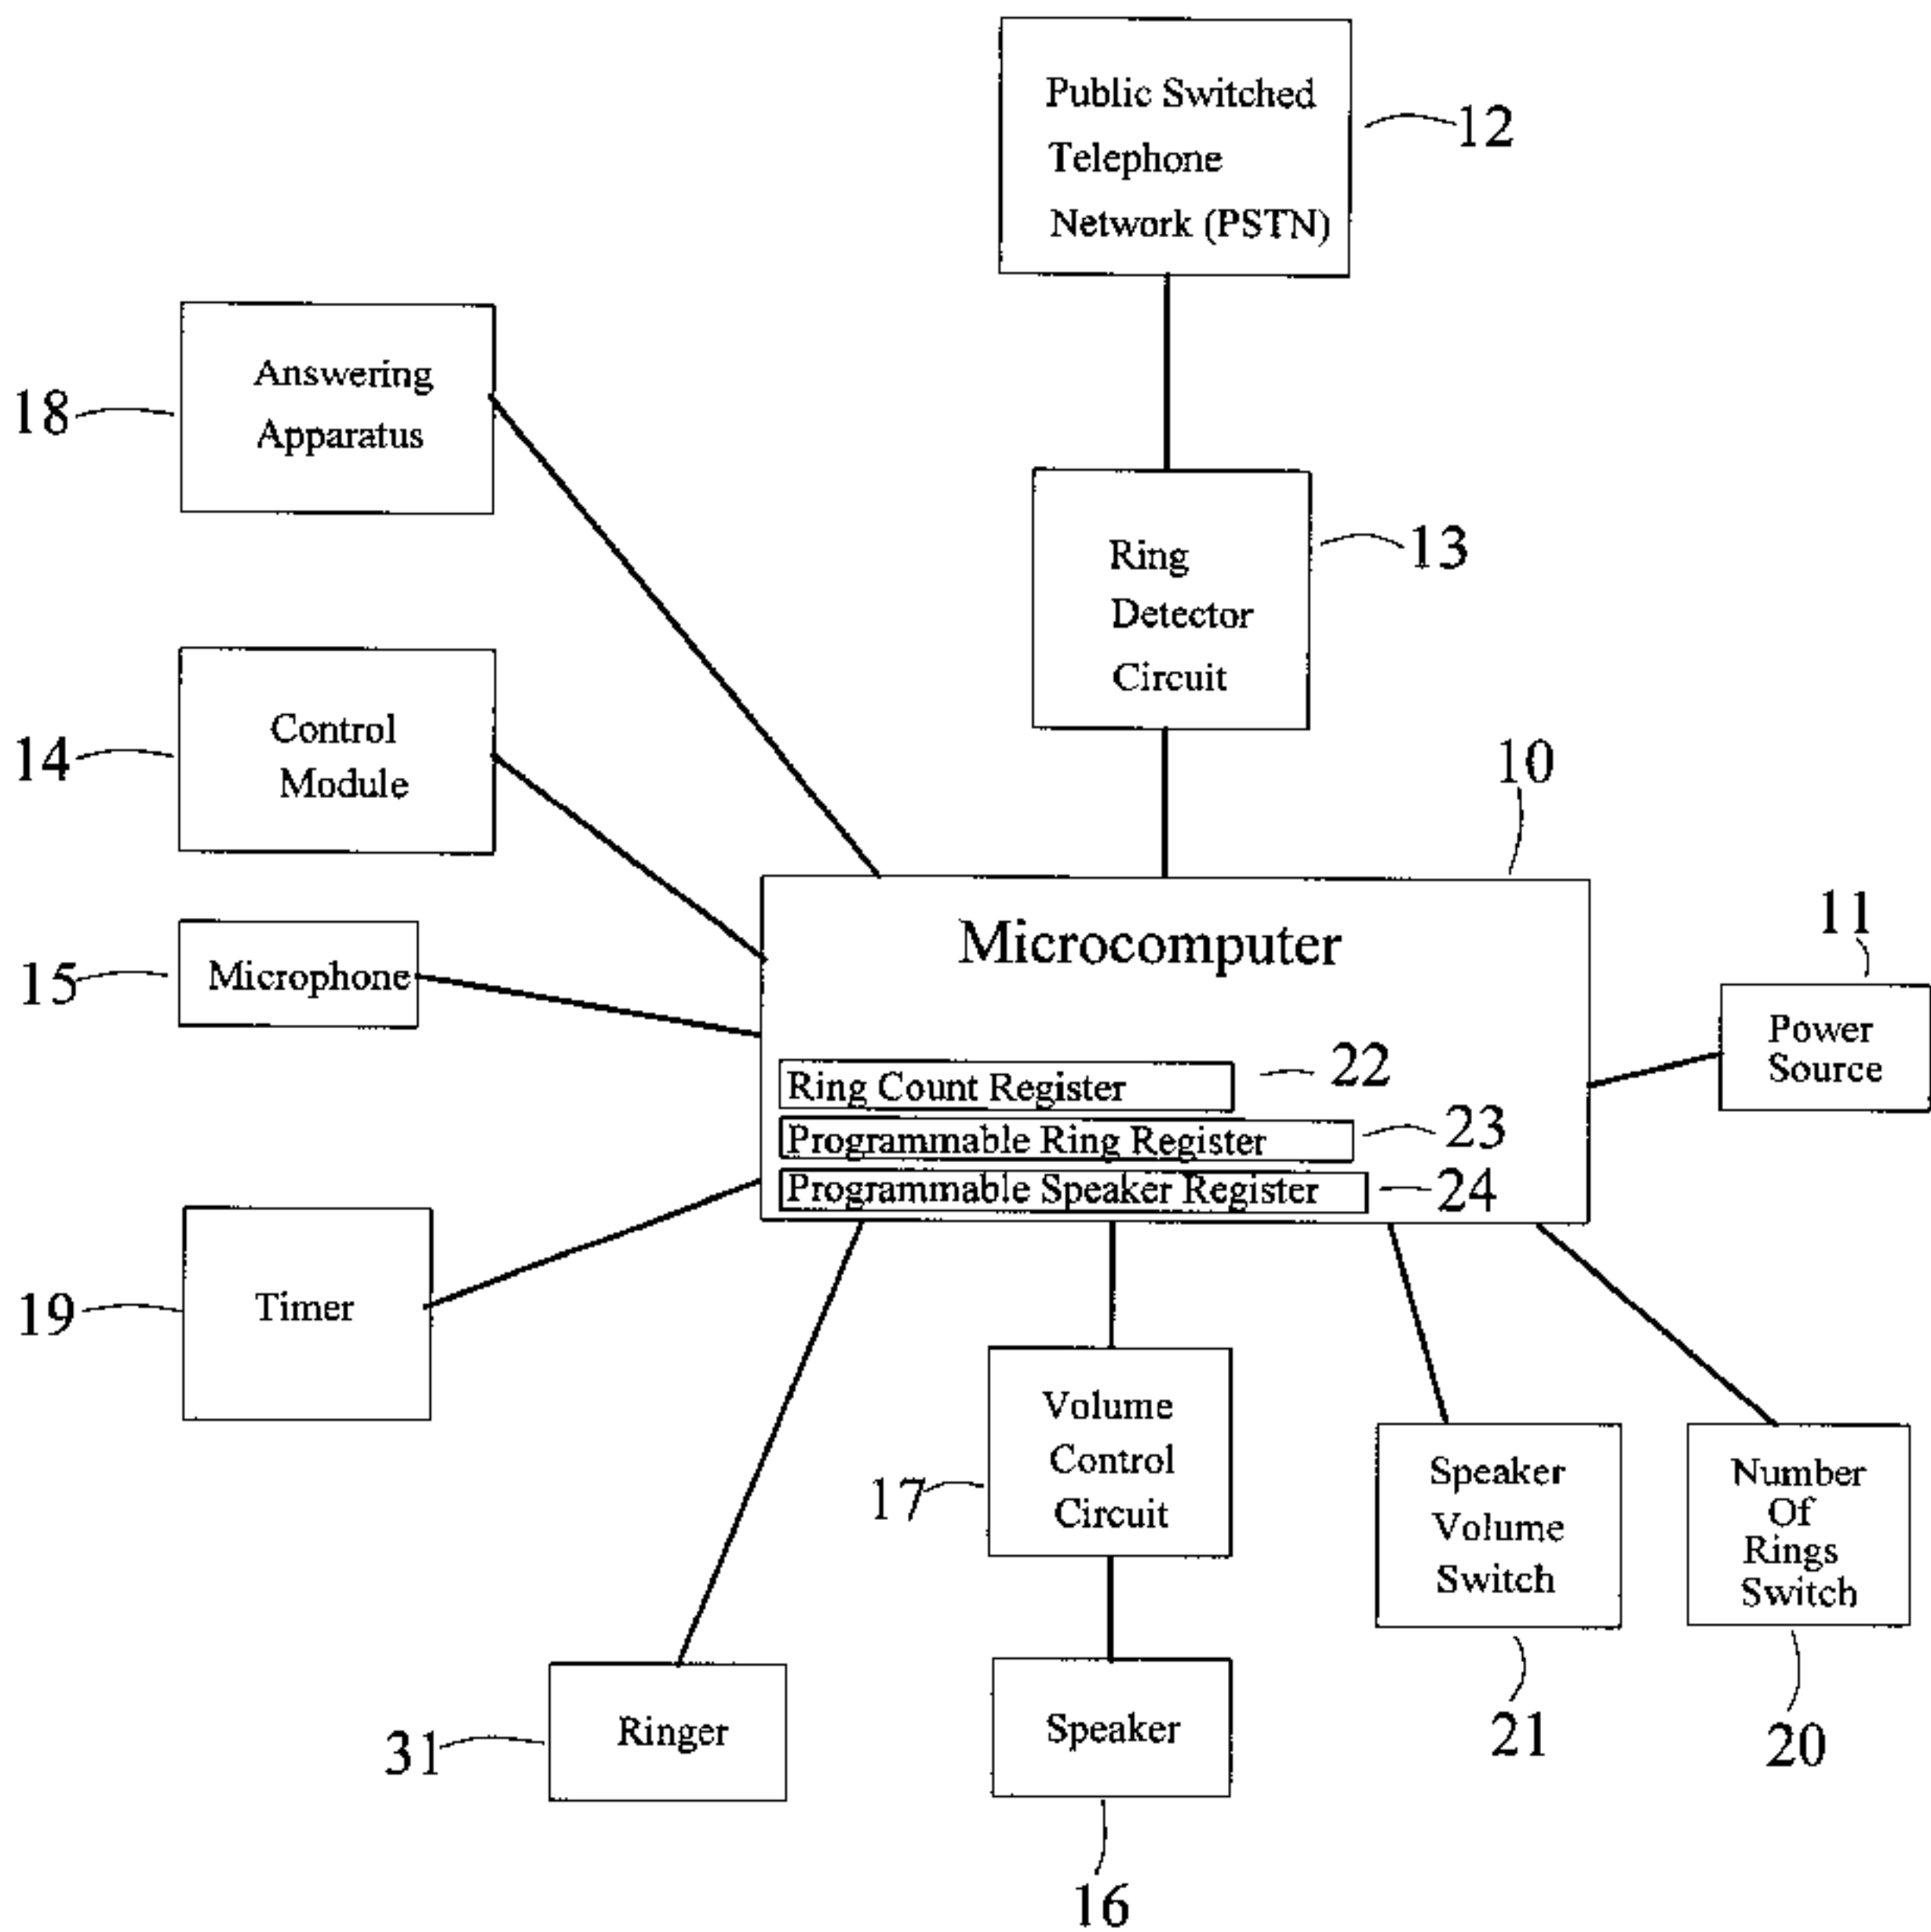 Public Switched
Telephone
Network (PSTN)
12
Answering
Apparatus
18
Ring
Detector
Circuit
13
Control
Module
14
10
Microcomputer
11
Power
Source
Microphone
15
Ring Count Register
22
Programmable Ring Register
23
Programmable Speaker Register
24
Timer
19
Volume
Control
Circuit
17
Speaker
Volume
Switch
21
Number
Of
Rings
Switch
20
Ringer
31
Speaker
16